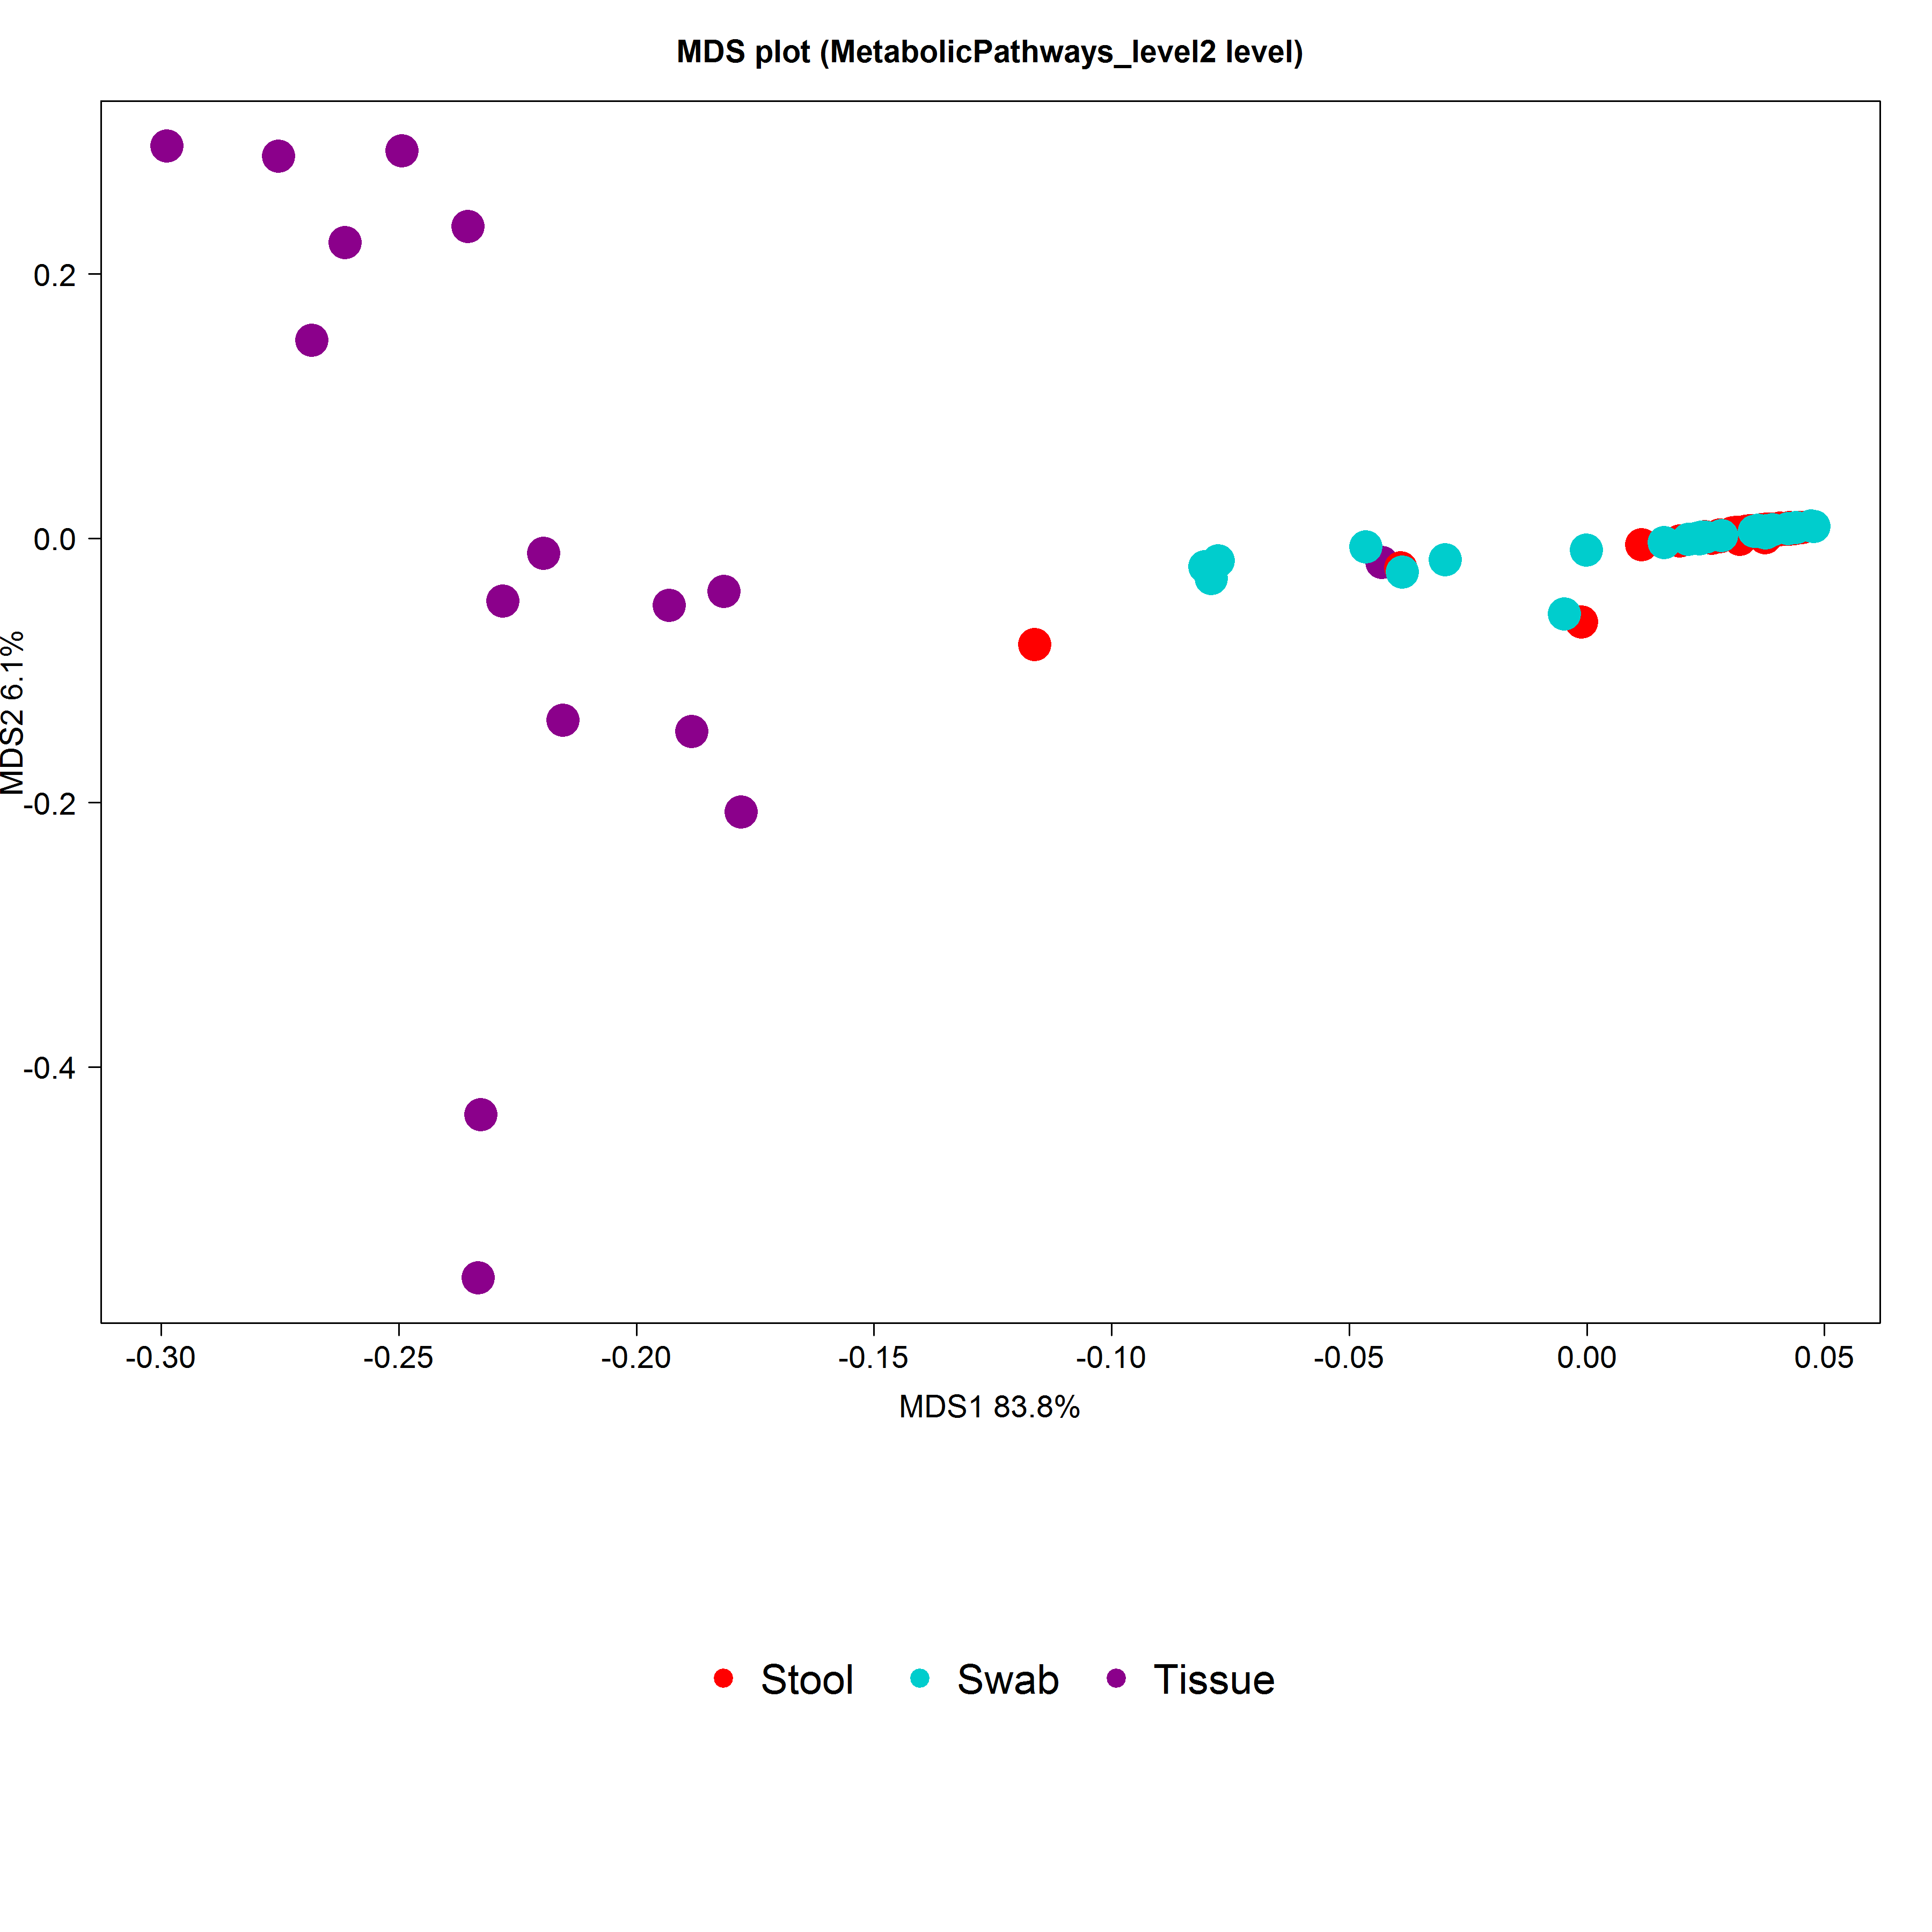 MDS plot (MetabolicPathways_level2 level)
0.2
0.0
-0.2
-0.4
MDS2 6.1%
-0.30 -0.25 -0.20 -0.15 -0.10 -0.05 0.00 0.05
MDS1 83.8%
Stool Swab Tissue